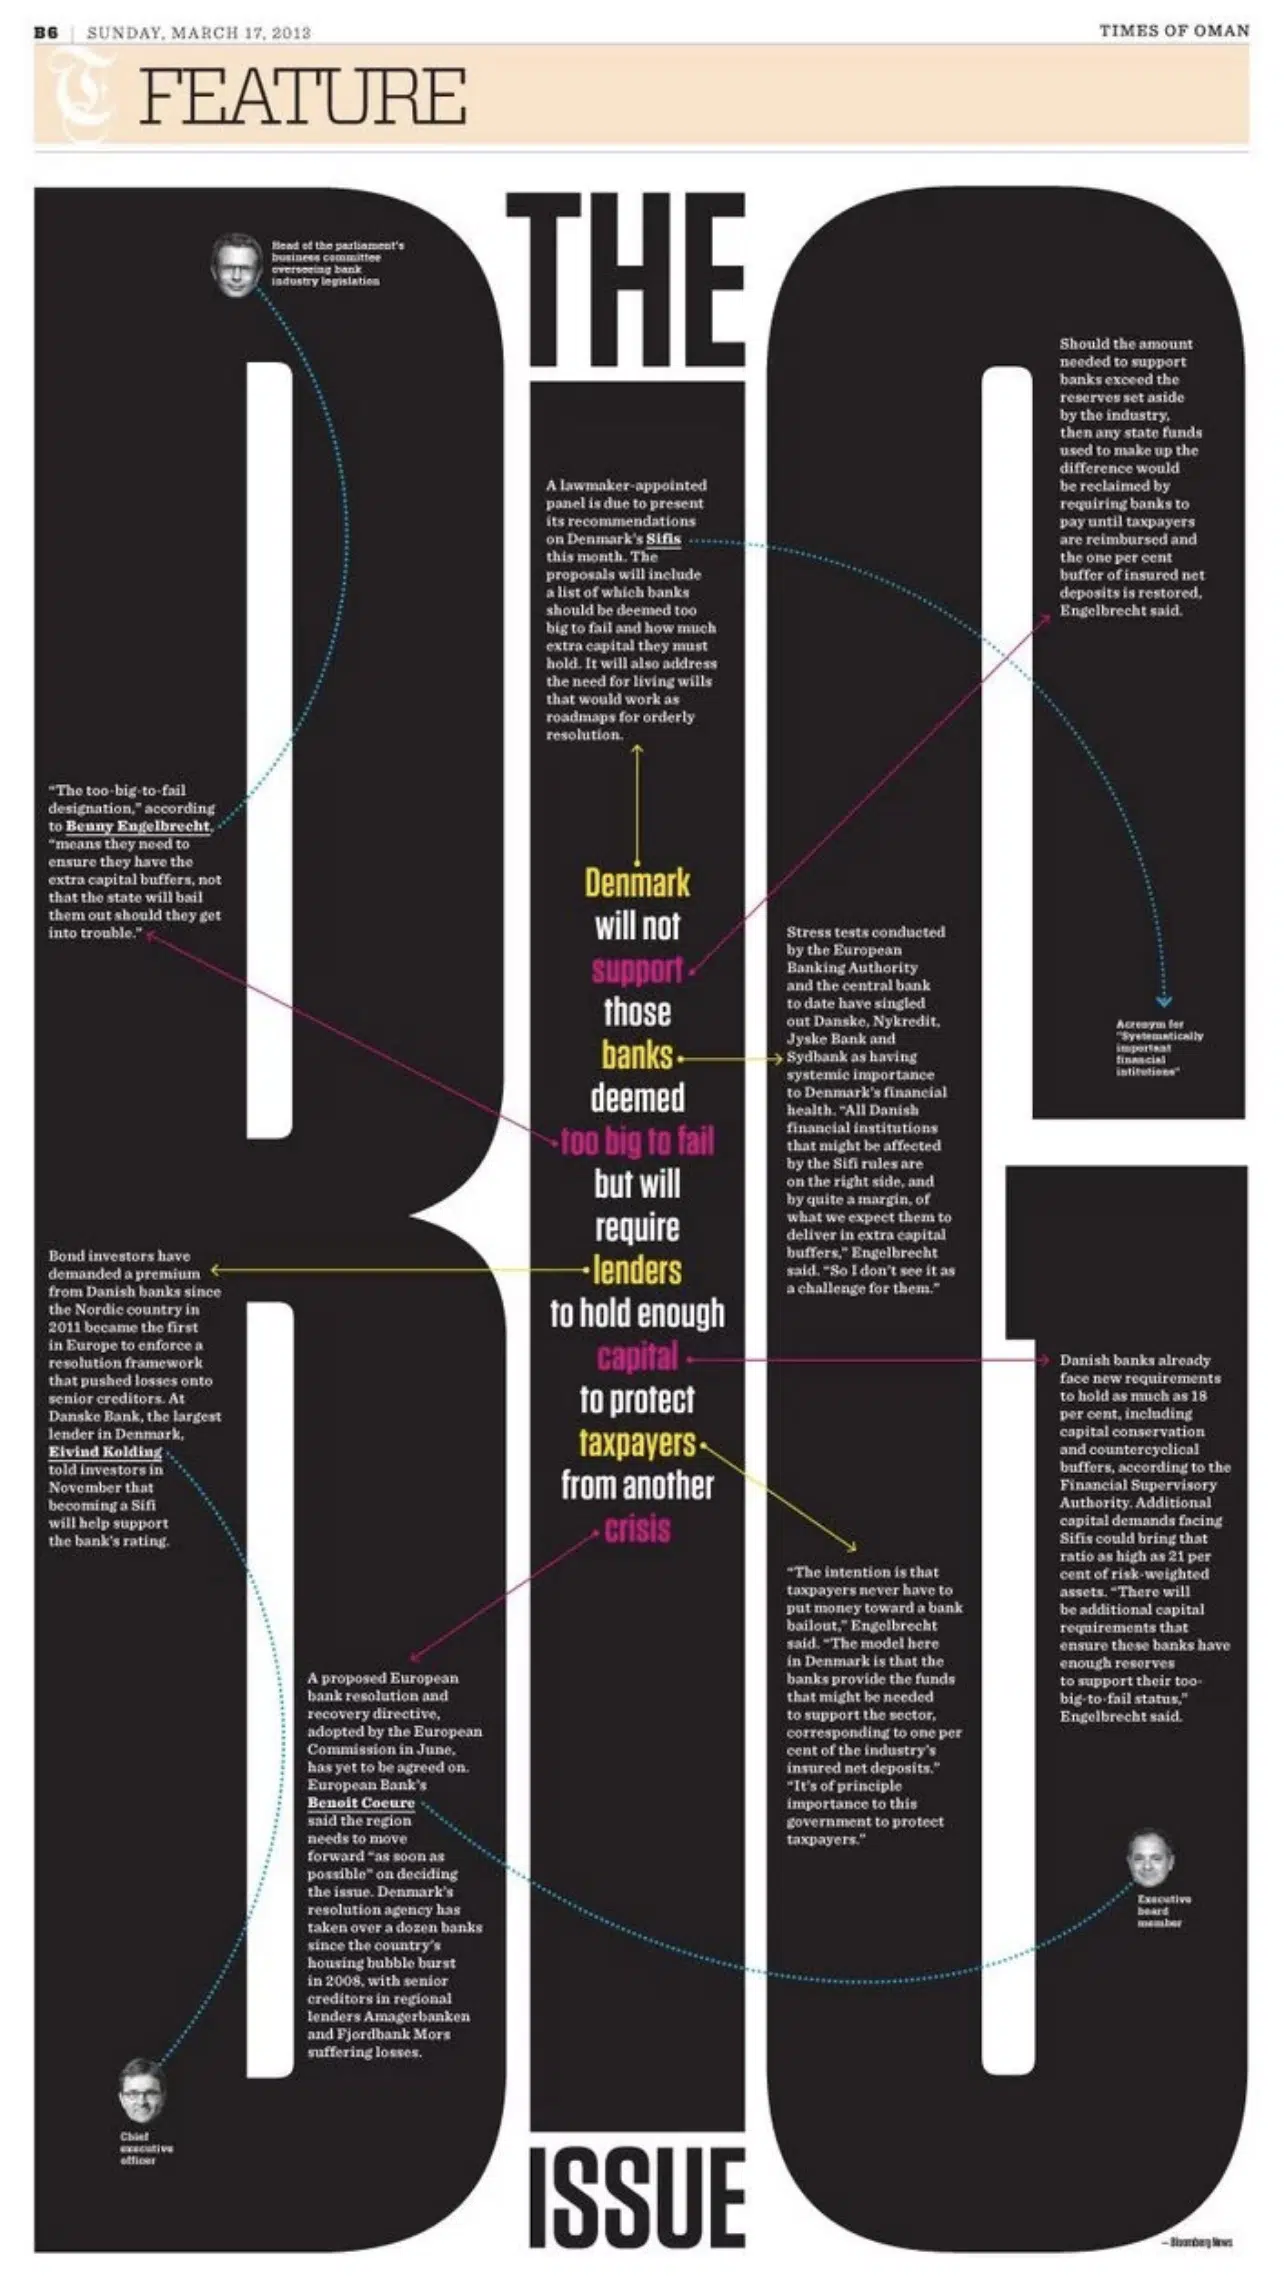 B6 | SUNDAY, MARCH 17, 2013
TIMES OF OMAN
T FEATURE
THE
BIG
ISSUE
Head of the parliament's
business committee
overseeing bank
industry legislation
"The too-big-to-fail
designation," according
to Benny Engelbrecht,
"means they need to
ensure they have the
extra capital buffers, not
that the state will bail
them out should they get
into trouble."
Bond investors have
demanded a premium
from Danish banks since
the Nordic country in
2011 became the first
in Europe to enforce a
resolution framework
that pushed losses onto
senior creditors. At
Danske Bank, the largest
lender in Denmark,
Eivind Kolding
told investors in
November that
becoming a Sifi
will help support
the bank's rating.
Chief
executive
officer
A proposed European
bank resolution and
recovery directive,
adopted by the European
Commission in June,
has yet to be agreed on.
European Bank's
Benoit Coeure
said the region
needs to move
forward "as soon as
possible" on deciding
the issue. Denmark's
resolution agency has
taken over a dozen banks
since the country's
housing bubble burst
in 2008, with senior
creditors in regional
lenders Amagerbanken
and Fjordbank Mors
suffering losses.
A lawmaker-appointed
panel is due to present
its recommendations
on Denmark's Sifis
this month. The
proposals will include
a list of which banks
should be deemed too
big to fail and how much
extra capital they must
hold. It will also address
the need for living wills
that would work as
roadmaps for orderly
resolution.
Denmark
will not
support
those
banks
deemed
too big to fail
but will
require
lenders
to hold enough
capital
to protect
taxpayers
from another
crisis
Stress tests conducted
by the European
Banking Authority
and the central bank
to date have singled
out Danske, Nykredit,
Jyske Bank and
Sydbank as having
systemic importance
to Denmark's financial
health. "All Danish
financial institutions
that might be affected
by the Sifi rules are
on the right side, and
by quite a margin, of
what we expect them to
deliver in extra capital
buffers," Engelbrecht
said. "So I don't see it as
a challenge for them."
"The intention is that
taxpayers never have to
put money toward a bank
bailout," Engelbrecht
said. "The model here
in Denmark is that the
banks provide the funds
that might be needed
to support the sector,
corresponding to one per
cent of the industry's
insured net deposits."
"It's of principle
importance to this
government to protect
taxpayers."
Should the amount
needed to support
banks exceed the
reserves set aside
by the industry,
then any state funds
used to make up the
difference would
be reclaimed by
requiring banks to
pay until taxpayers
are reimbursed and
the one per cent
buffer of insured net
deposits is restored,
Engelbrecht said.
Acronym for
"Systematically
important
financial
intitutions"
Danish banks already
face new requirements
to hold as much as 18
per cent, including
capital conservation
and countercyclical
buffers, according to the
Financial Supervisory
Authority. Additional
capital demands facing
Sifis could bring that
ratio as high as 21 per
cent of risk-weighted
assets. "There will
be additional capital
requirements that
ensure these banks have
enough reserves
to support their too-
big-to-fail status,"
Engelbrecht said.
Executive
board
member
— Bloomberg News